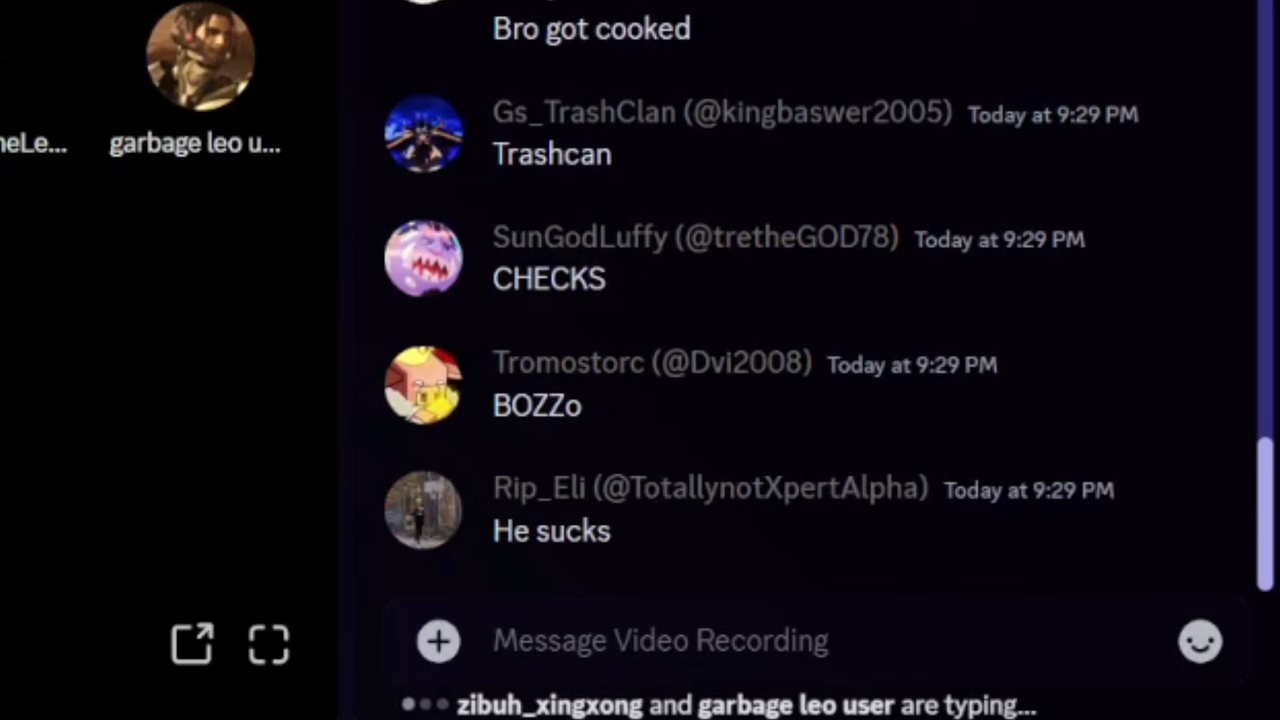 Bro got cooked
Gs_TrashClan (@kingbaswer2005) Today at 9:29 PM
Trashcan
neLe... garbage leo u...
SunGodLuffy (@tretheGOD78) Today at 9:29 PM
CHECKS
Tromostorc (@Dvi2008) Today at 9:29 PM
BOZZo
Rip_Eli (@TotallynotXpertAlpha) Today at 9:29 PM
He sucks
Message Video Recording
zibuh_xingxong and garbage leo user are typing...